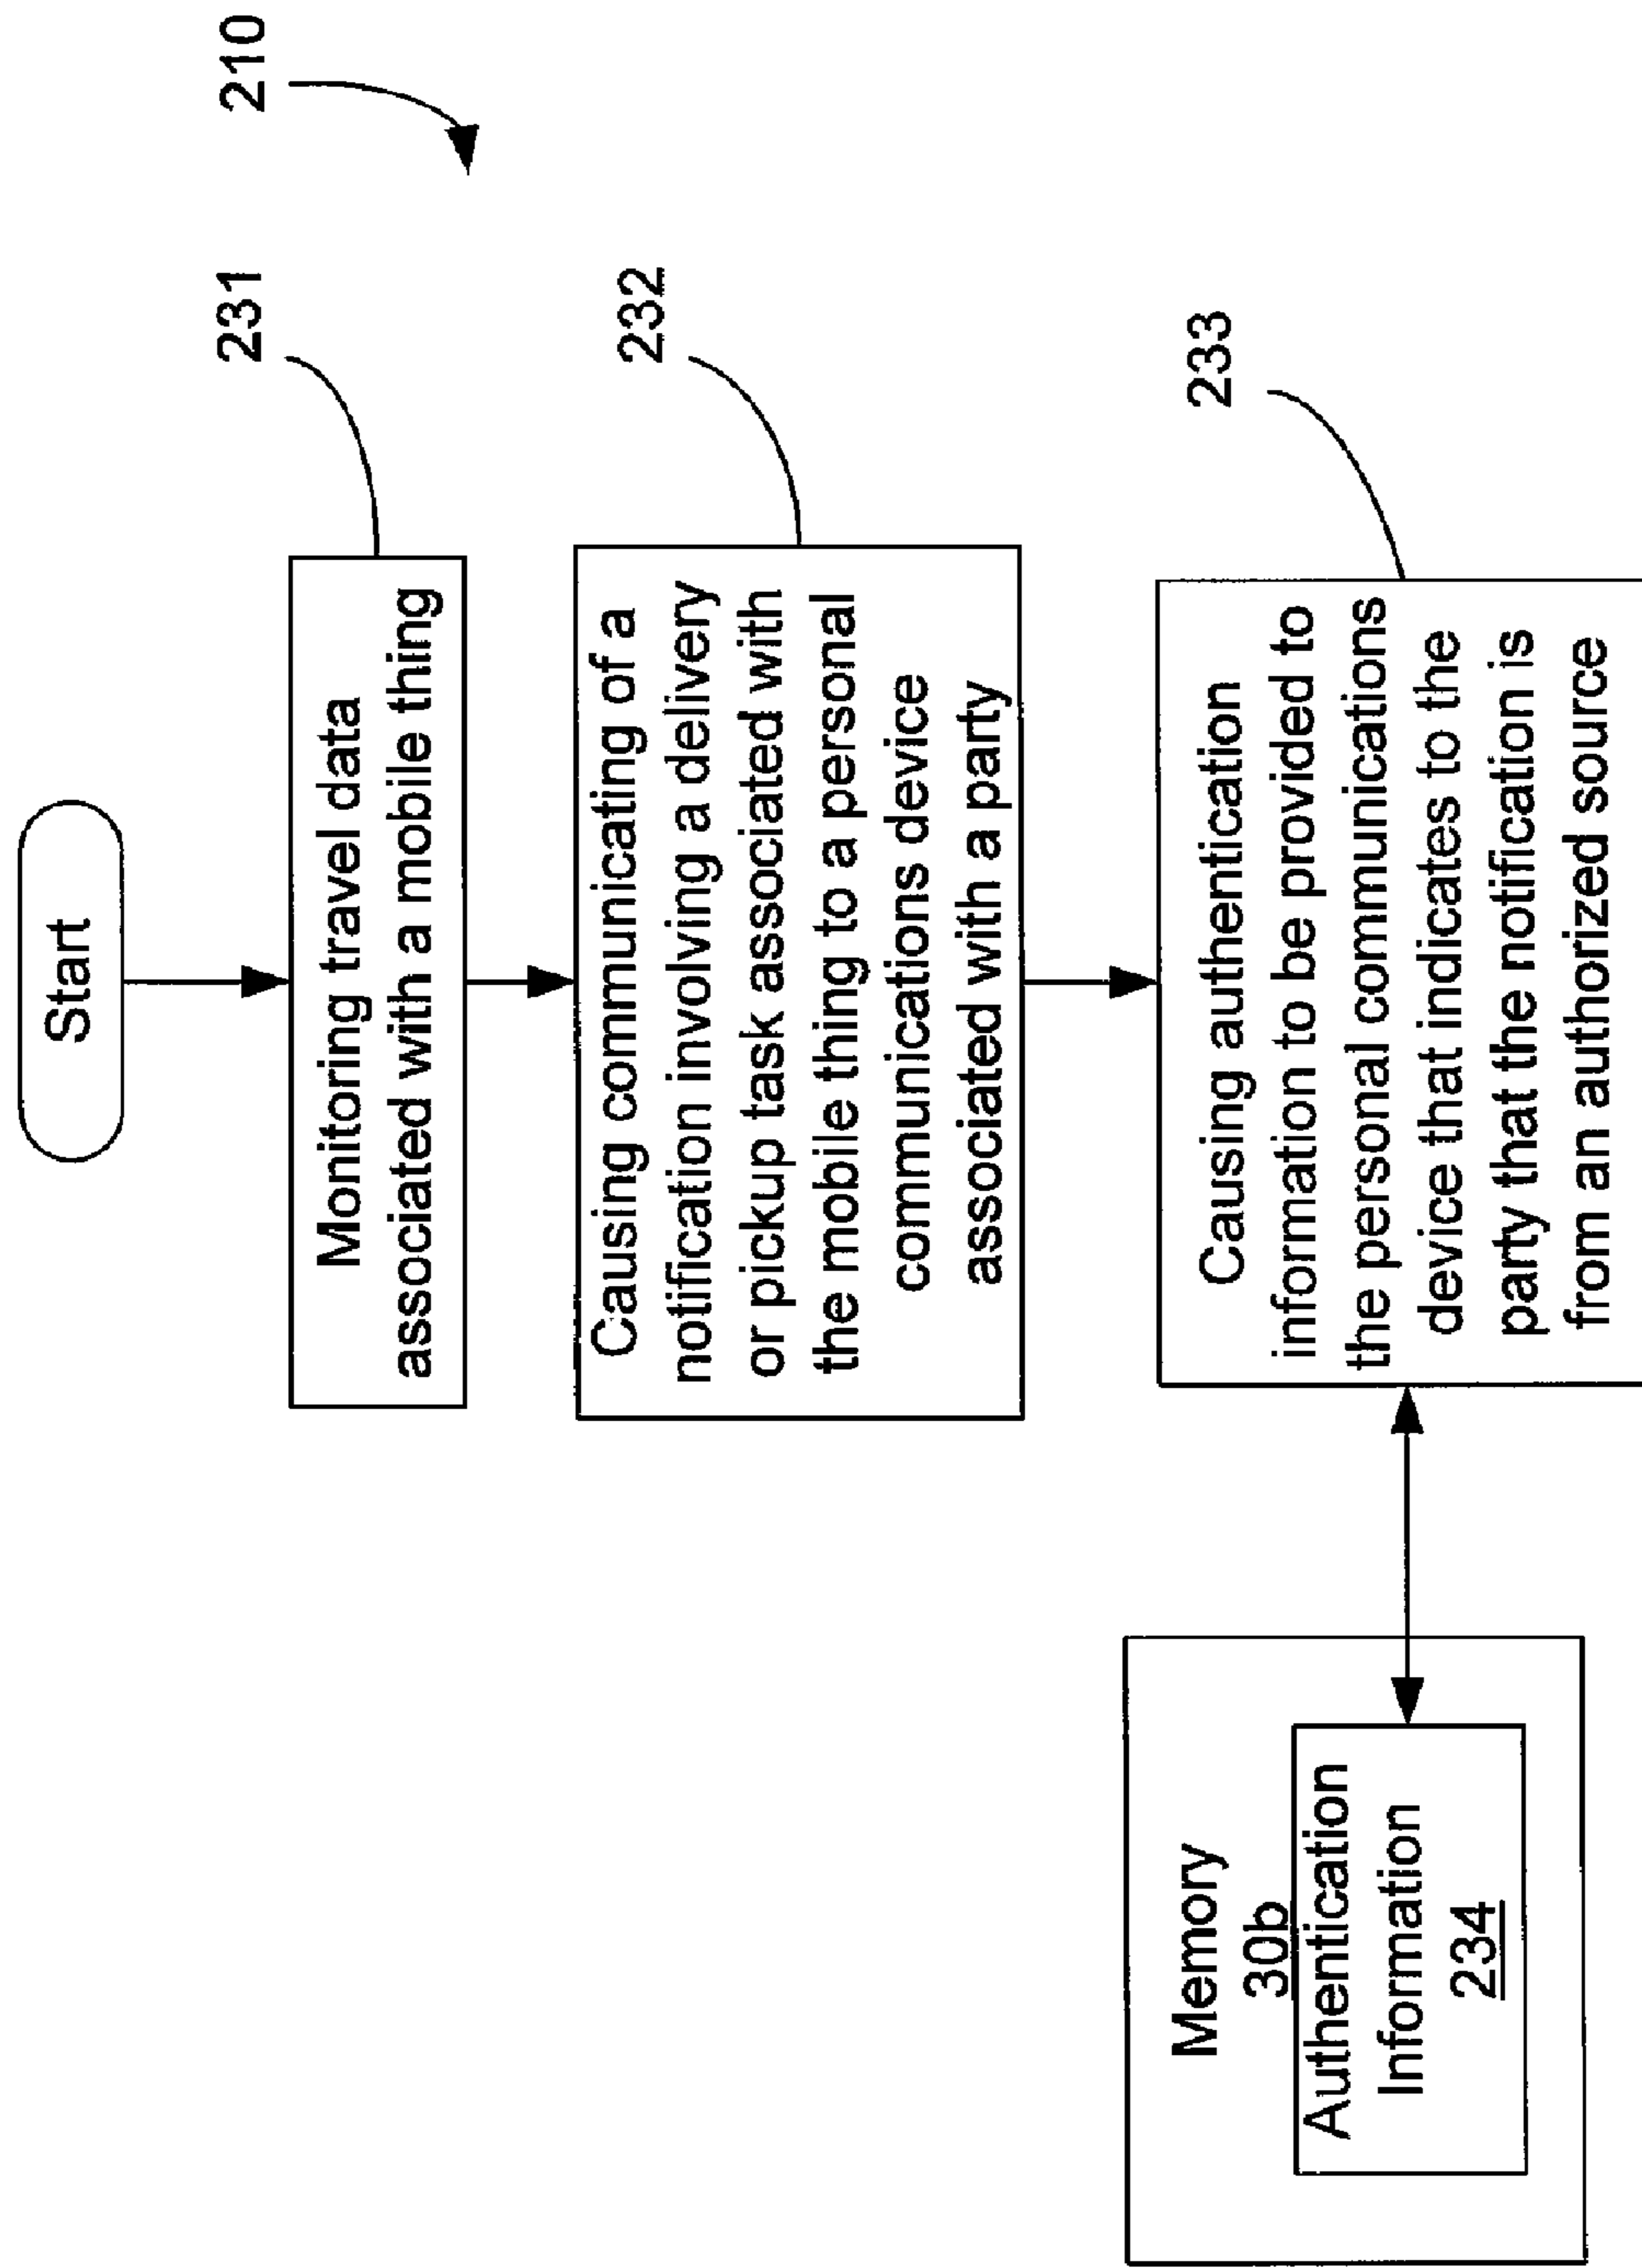 210
Start
231
Monitoring travel data
associated with a mobile thing
232
Causing communicating of a
notification involving a delivery
or pickup task associated with
the mobile thing to a personal
communications device
associated with a party
233
Causing authentication
information to be provided to
the personal communications
device that indicates to the
party that the notification is
from an authorized source
Memory
30b
Authentication
Information
234